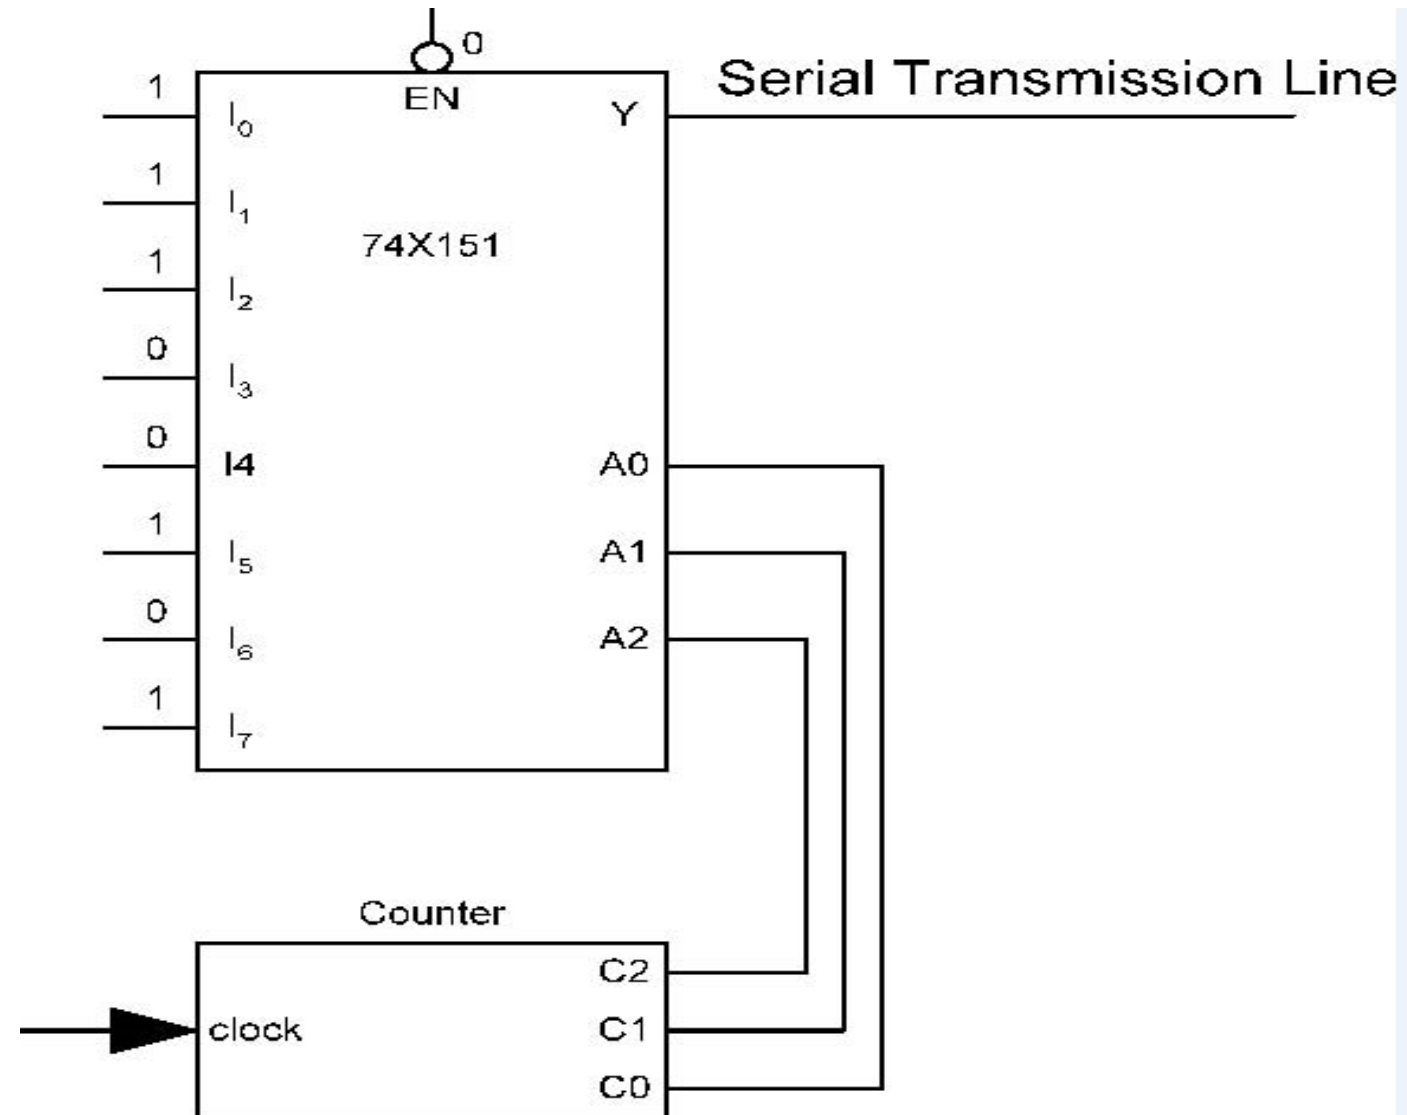 0
EN
Serial Transmission Line
1
I0
Y
1
I1
74X151
1
I2
0
I3
0
I4
A0
1
I5
A1
0
I6
A2
1
I7
Counter
C2
clock
C1
C0